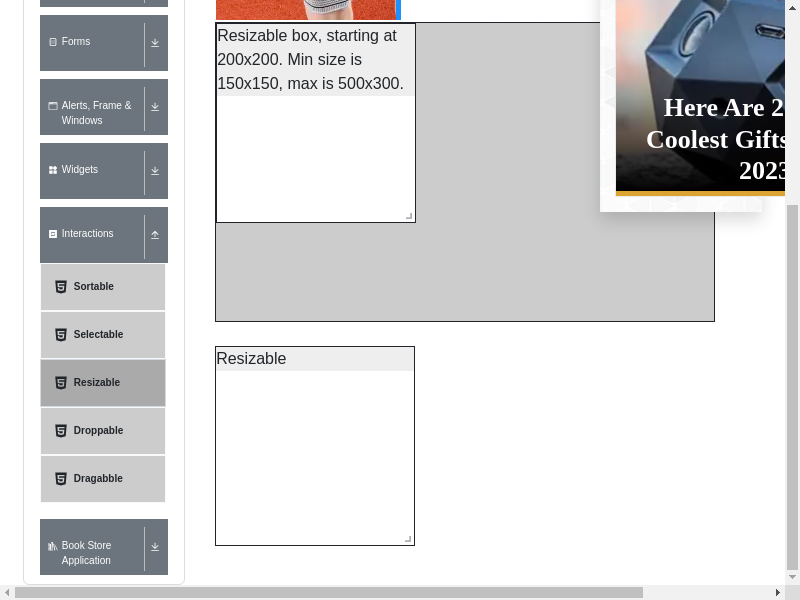 Forms
Alerts, Frame &
Windows
Widgets
Interactions
Sortable
Selectable
Resizable
Droppable
Dragabble
Book Store
Application
Resizable box, starting at
200x200. Min size is
150x150, max is 500x300.
Resizable
Here Are 2
Coolest Gifts
2023